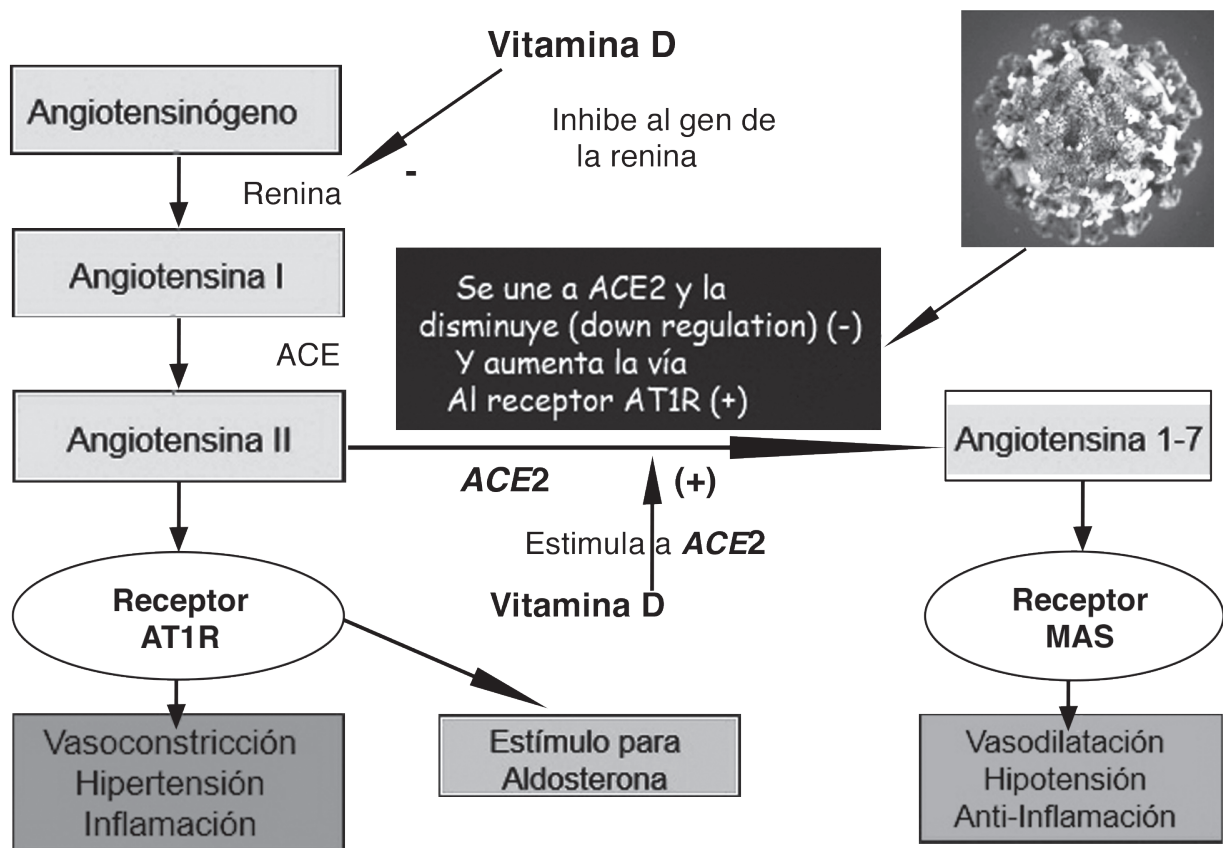 Vitamina D
Angiotensinógeno
Inhibe al gen de
la renina
-
Renina
Angiotensina I
Se une a ACE2 y la
disminuye (down regulation) (-)
Y aumenta la vía
Al receptor AT1R (+)
ACE
Angiotensina II
Angiotensina 1-7
ACE2 (+)
Estimula a ACE2
Vitamina D
Receptor
AT1R
Receptor
MAS
Vasoconstricción
Hipertensión
Inflamación
Estímulo para
Aldosterona
Vasodilatación
Hipotensión
Anti-Inflamación